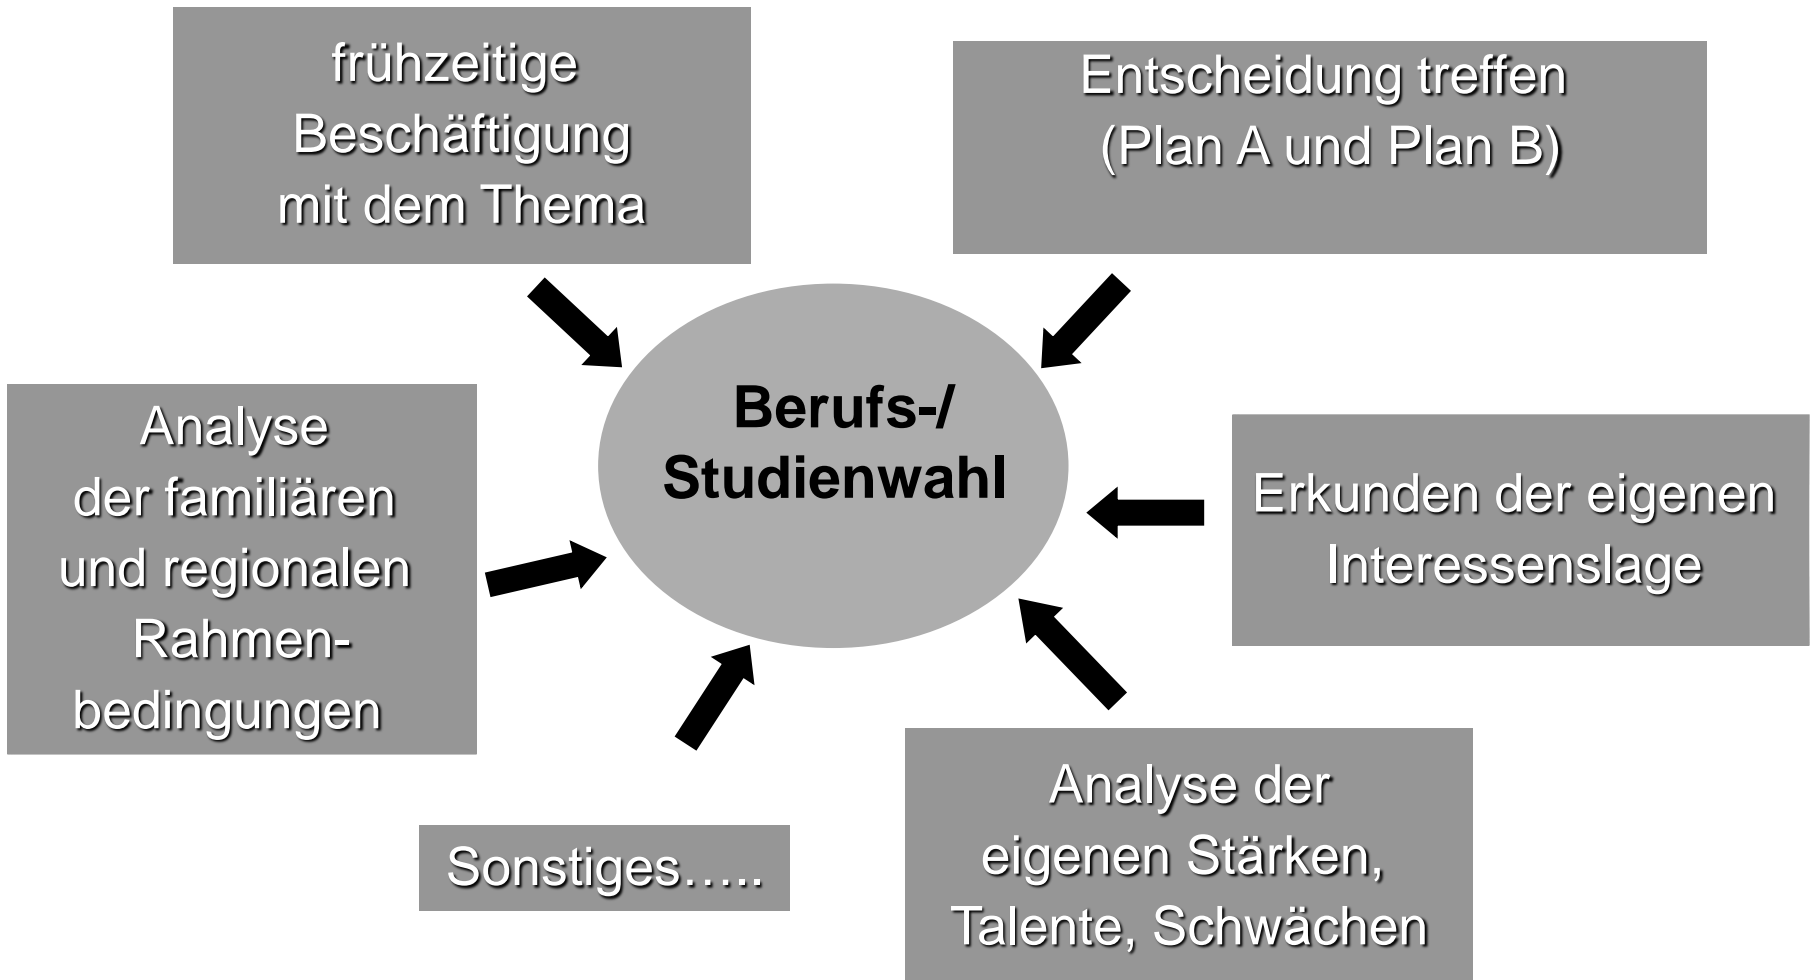 frühzeitige
Beschäftigung
mit dem Thema
Entscheidung treffen
(Plan A und Plan B)
Berufs-/
Studienwahl
Analyse
der familiären
und regionalen
Rahmen-
bedingungen
Erkunden der eigenen
Interessenslage
Sonstiges…..
Analyse der
eigenen Stärken,
Talente, Schwächen